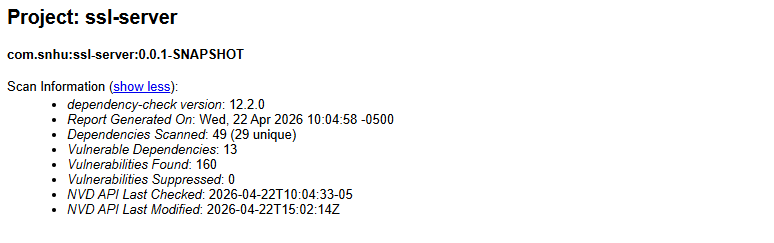 Project: ssl-server
com.snhu:ssl-server:0.0.1-SNAPSHOT
Scan Information (show less):
• dependency-check version: 12.2.0
• Report Generated On: Wed, 22 Apr 2026 10:04:58 -0500
• Dependencies Scanned: 49 (29 unique)
• Vulnerable Dependencies: 13
• Vulnerabilities Found: 160
• Vulnerabilities Suppressed: 0
• NVD API Last Checked: 2026-04-22T10:04:33-05
• NVD API Last Modified: 2026-04-22T15:02:14Z